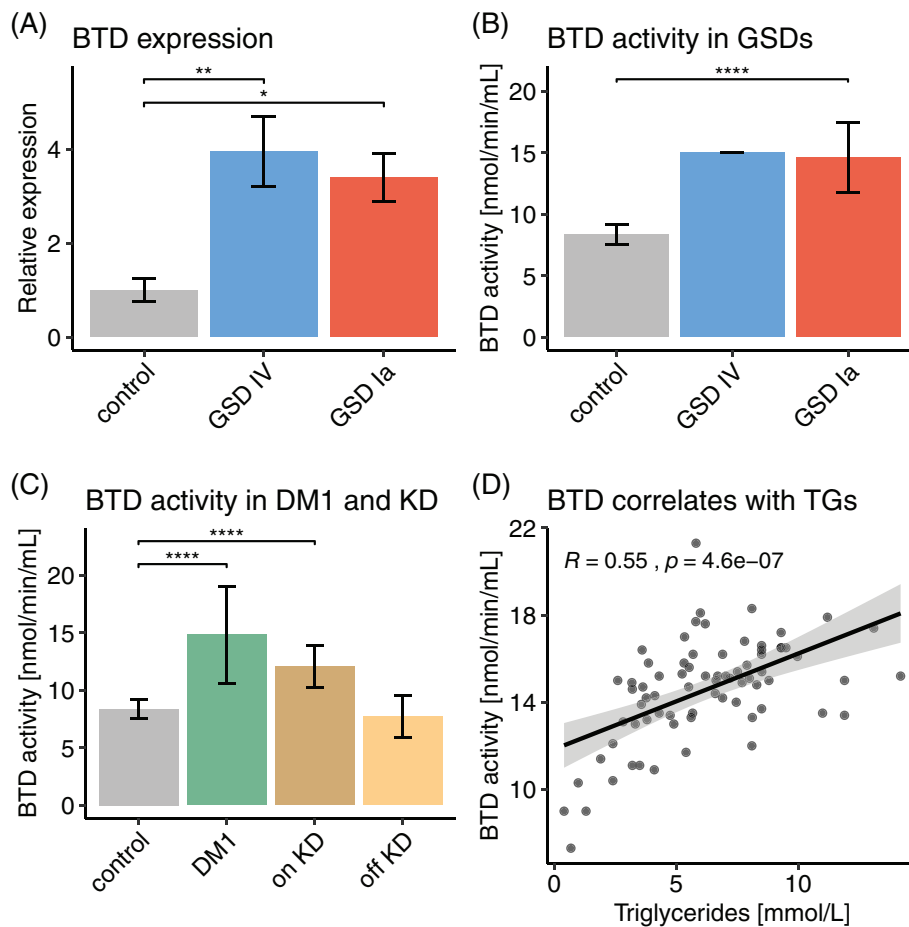 (A)
BTD expression
**
*
Relative expression
4
2
0
control
GSD IV
GSD Ia
(B)
BTD activity in GSDs
****
BTD activity [nmol/min/mL]
20
15
10
5
0
control
GSD IV
GSD Ia
(C)
BTD activity in DM1 and KD
****
****
BTD activity [nmol/min/mL]
20
15
10
5
0
control
DM1
on KD
off KD
(D)
BTD correlates with TGs
R = 0.55 , p = 4.6e−07
BTD activity [nmol/min/mL]
22
18
14
10
0
5
10
Triglycerides [mmol/L]